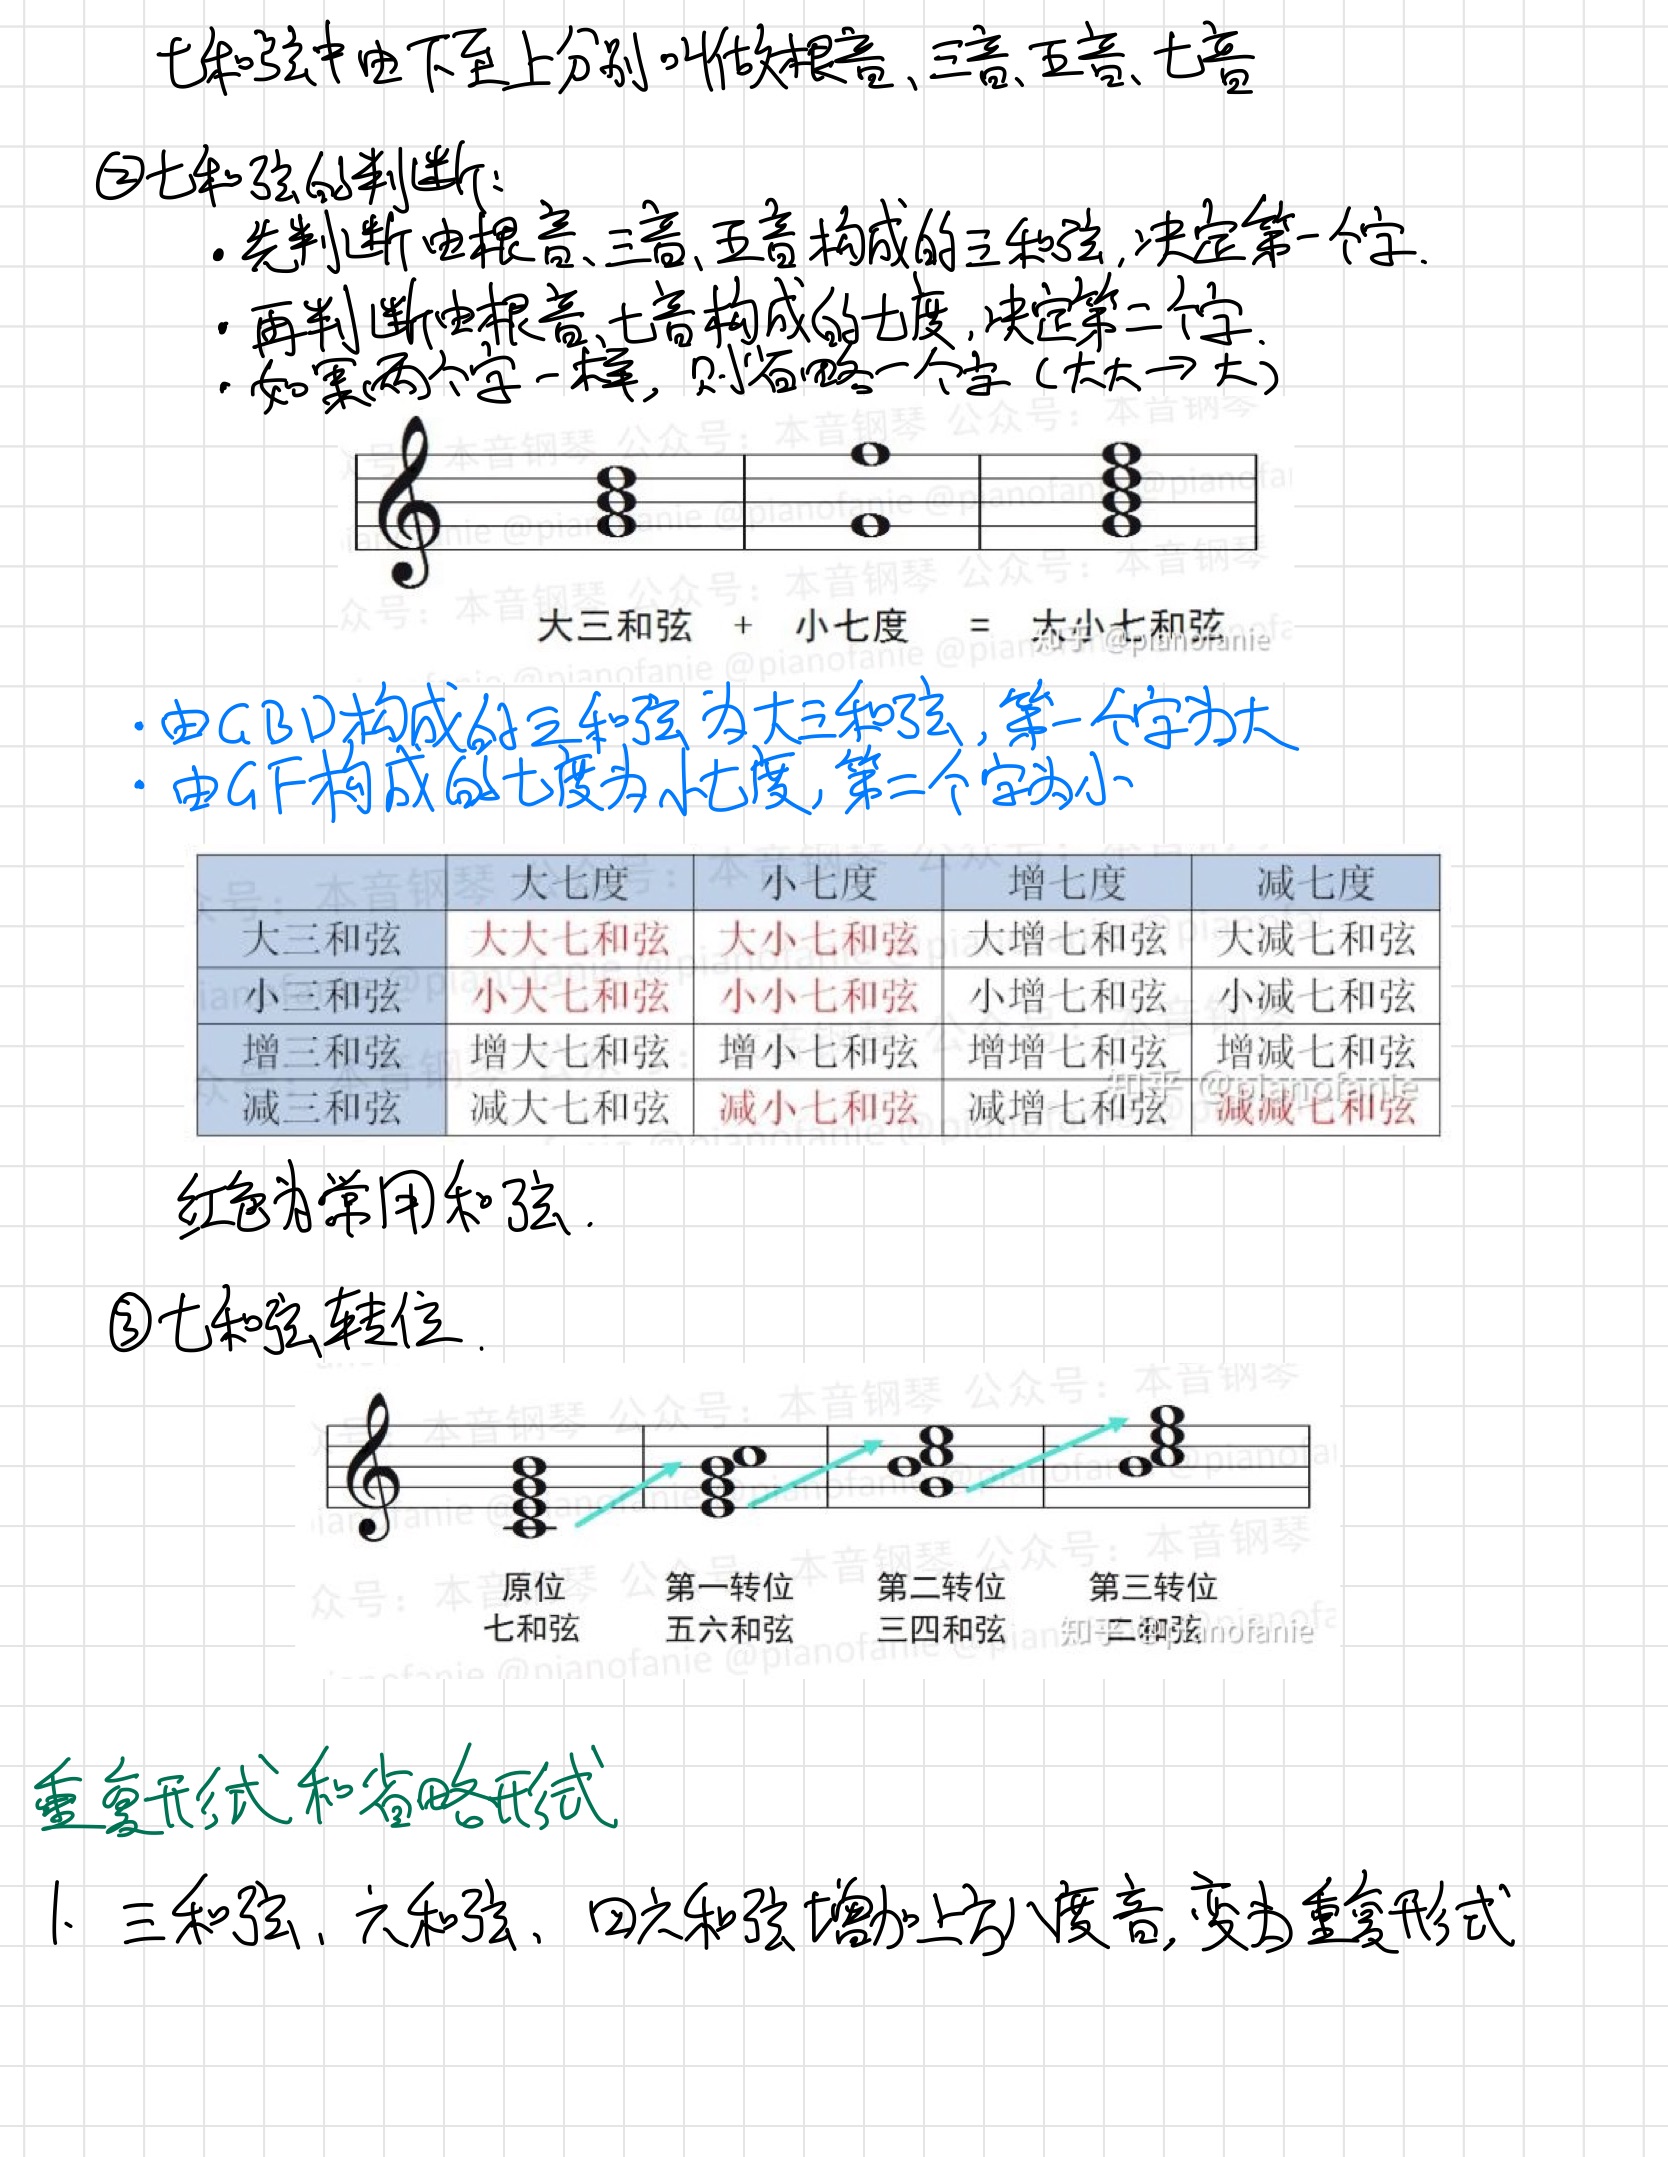 七和弦中由下至上分别叫做根音、三音、五音、七音
②七和弦的判断:
·先判断由根音、三音、五音构成的三和弦,决定第一个字.
·再判断由根音、七音构成的七度,决定第二个字.
·如果两个字一样,则省略一个字(大大→大)
大三和弦 + 小七度 = 大小七和弦
知乎 @pianofanie
·由GBD构成的三和弦为大三和弦,第一个字为大
·由GF构成的七度为小七度,第二个字为小
大七度 小七度 增七度 减七度
大三和弦 大大七和弦 大小七和弦 大增七和弦 大减七和弦
小三和弦 小大七和弦 小小七和弦 小增七和弦 小减七和弦
增三和弦 增大七和弦 增小七和弦 增增七和弦 增减七和弦
知乎 @pianofanie
减三和弦 减大七和弦 减小七和弦 减增七和弦 减减七和弦
红色为常用和弦.
③七和弦转位.
原位 第一转位 第二转位 第三转位
七和弦 五六和弦 三四和弦 二和弦
知乎 @pianofanie
重复形式和省略形式
1. 三和弦、六和弦、四六和弦增加上方八度音,变为重复形式